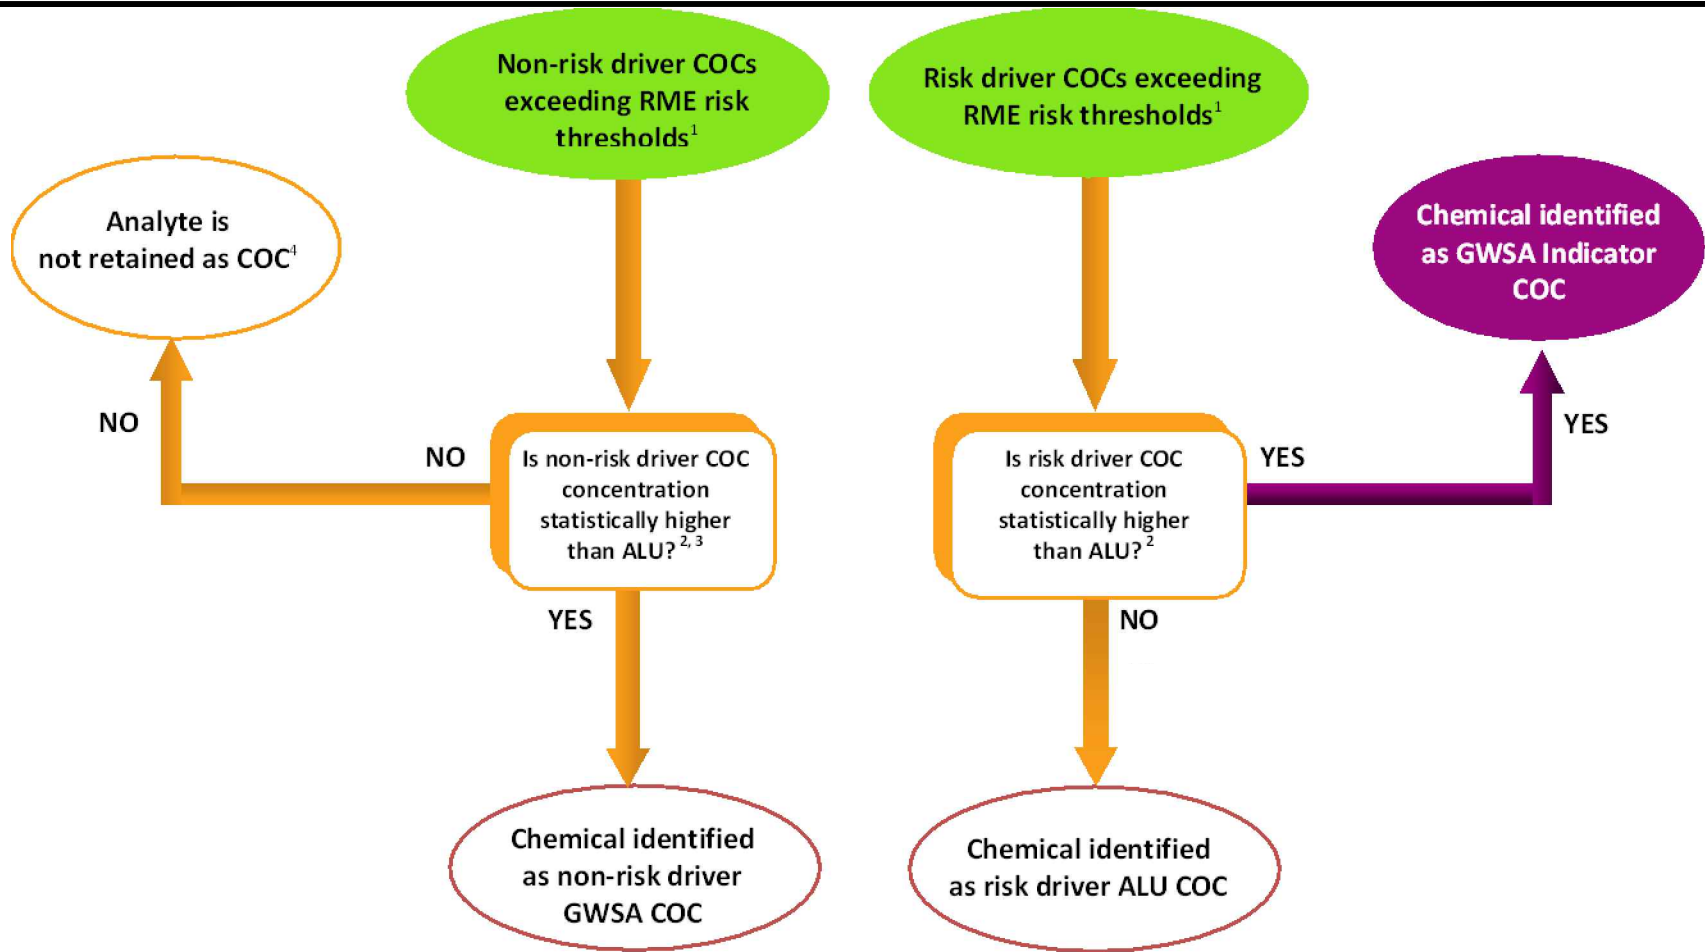 Non-risk driver COCs
exceeding RME risk
thresholds¹
Risk driver COCs exceeding
RME risk thresholds¹
Analyte is
not retained as COC⁴
Chemical identified
as GWSA Indicator
COC
NO
NO
Is non-risk driver COC
concentration
statistically higher
than ALU?²,³
Is risk driver COC
concentration
statistically higher
than ALU?²
YES
YES
YES
NO
Chemical identified
as non-risk driver
GWSA COC
Chemical identified
as risk driver ALU COC